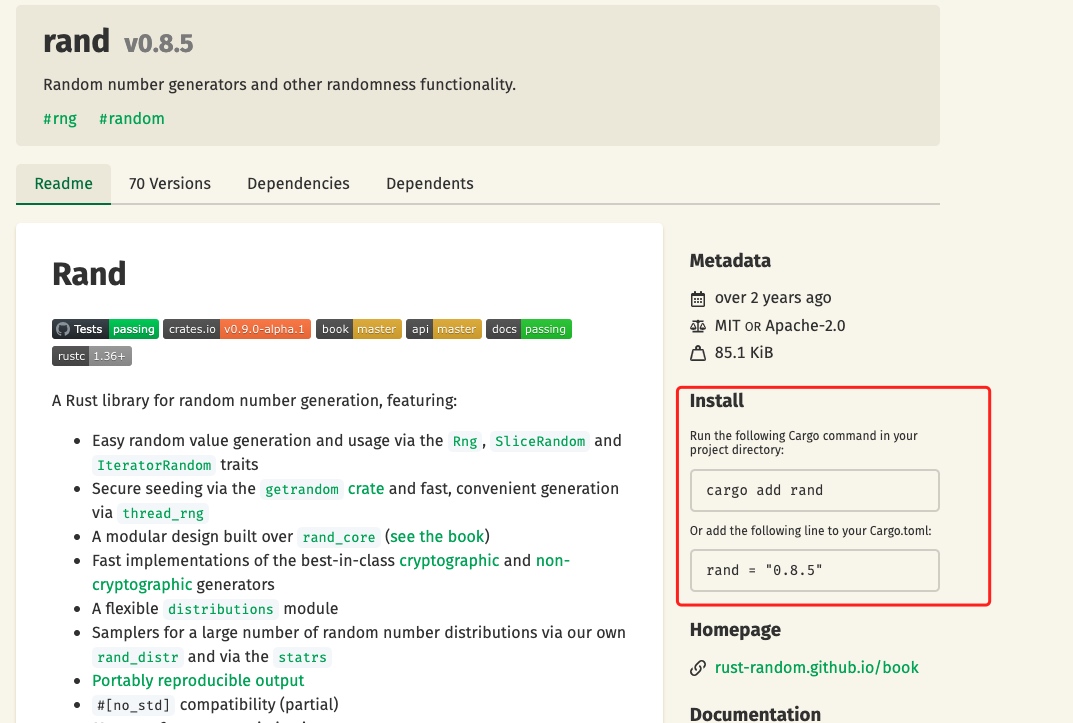 rand v0.8.5
Random number generators and other randomness functionality.
#rng #random
Readme 70 Versions Dependencies Dependents
Rand
Tests passing crates.io v0.9.0-alpha.1 book master api master docs passing
rustc 1.36+
A Rust library for random number generation, featuring:
Easy random value generation and usage via the Rng , SliceRandom and
IteratorRandom traits
Secure seeding via the getrandom crate and fast, convenient generation
via thread_rng
A modular design built over rand_core (see the book)
Fast implementations of the best-in-class cryptographic and non-
cryptographic generators
A flexible distributions module
Samplers for a large number of random number distributions via our own
rand_distr and via the statrs
Portably reproducible output
#[no_std] compatibility (partial)
Metadata
over 2 years ago
MIT OR Apache-2.0
85.1 KiB
Install
Run the following Cargo command in your
project directory:
cargo add rand
Or add the following line to your Cargo.toml:
rand = "0.8.5"
Homepage
rust-random.github.io/book
Documentation